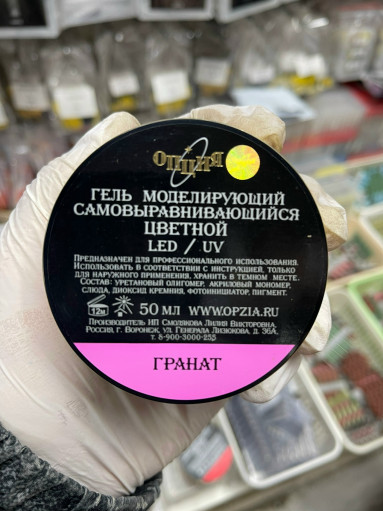 ОПЦИЯ
ГЕЛЬ МОДЕЛИРУЮЩИЙ
САМОВЫРАВНИВАЮЩИЙСЯ
ЦВЕТНОЙ
LED / UV
ПРЕДНАЗНАЧЕН ДЛЯ ПРОФЕССИОНАЛЬНОГО ИСПОЛЬЗОВАНИЯ.
ИСПОЛЬЗОВАТЬ В СООТВЕТСТВИИ С ИНСТРУКЦИЕЙ, ТОЛЬКО
ДЛЯ НАРУЖНОГО ПРИМЕНЕНИЯ. ХРАНИТЬ В ТЕМНОМ МЕСТЕ.
СОСТАВ: УРЕТАНОВЫЙ ОЛИГОМЕР, АКРИЛОВЫЙ МОНОМЕР,
СЛЮДА, ДИОКСИД КРЕМНИЯ, ФОТОИНИЦИАТОР, ПИГМЕНТ.
12М 50 МЛ WWW.OPZIA.RU
ПРОИЗВОДИТЕЛЬ: ИП СМОЛЯКОВА ЛИЛИЯ ВИКТОРОВНА,
РОССИЯ, Г. ВОРОНЕЖ, УЛ. ГЕНЕРАЛА ЛИЗЮКОВА, Д. 36А,
Т. 8-900-3000-255
ГРАНАТ